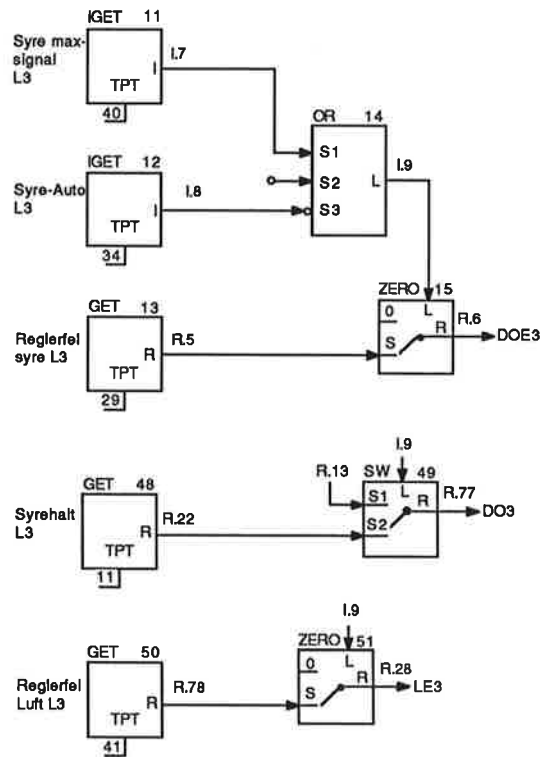 IGET 11
Syre max-
signal
L3
I
I.7
TPT
40
OR 14
S1
S2
S3
L
I.9
IGET 12
Syre-Auto
L3
I
I.8
TPT
34
ZERO 15
L
0
S
R
R.6
DOE3
GET 13
Reglerfel
syre L3
R
R.5
TPT
29
GET 48
Syrehalt
L3
R
R.22
TPT
11
I.9
R.13
SW 49
L
S1
S2
R
R.77
DO3
GET 50
Reglerfel
Luft L3
R
R.78
TPT
41
I.9
ZERO 51
L
0
S
R
R.28
LE3